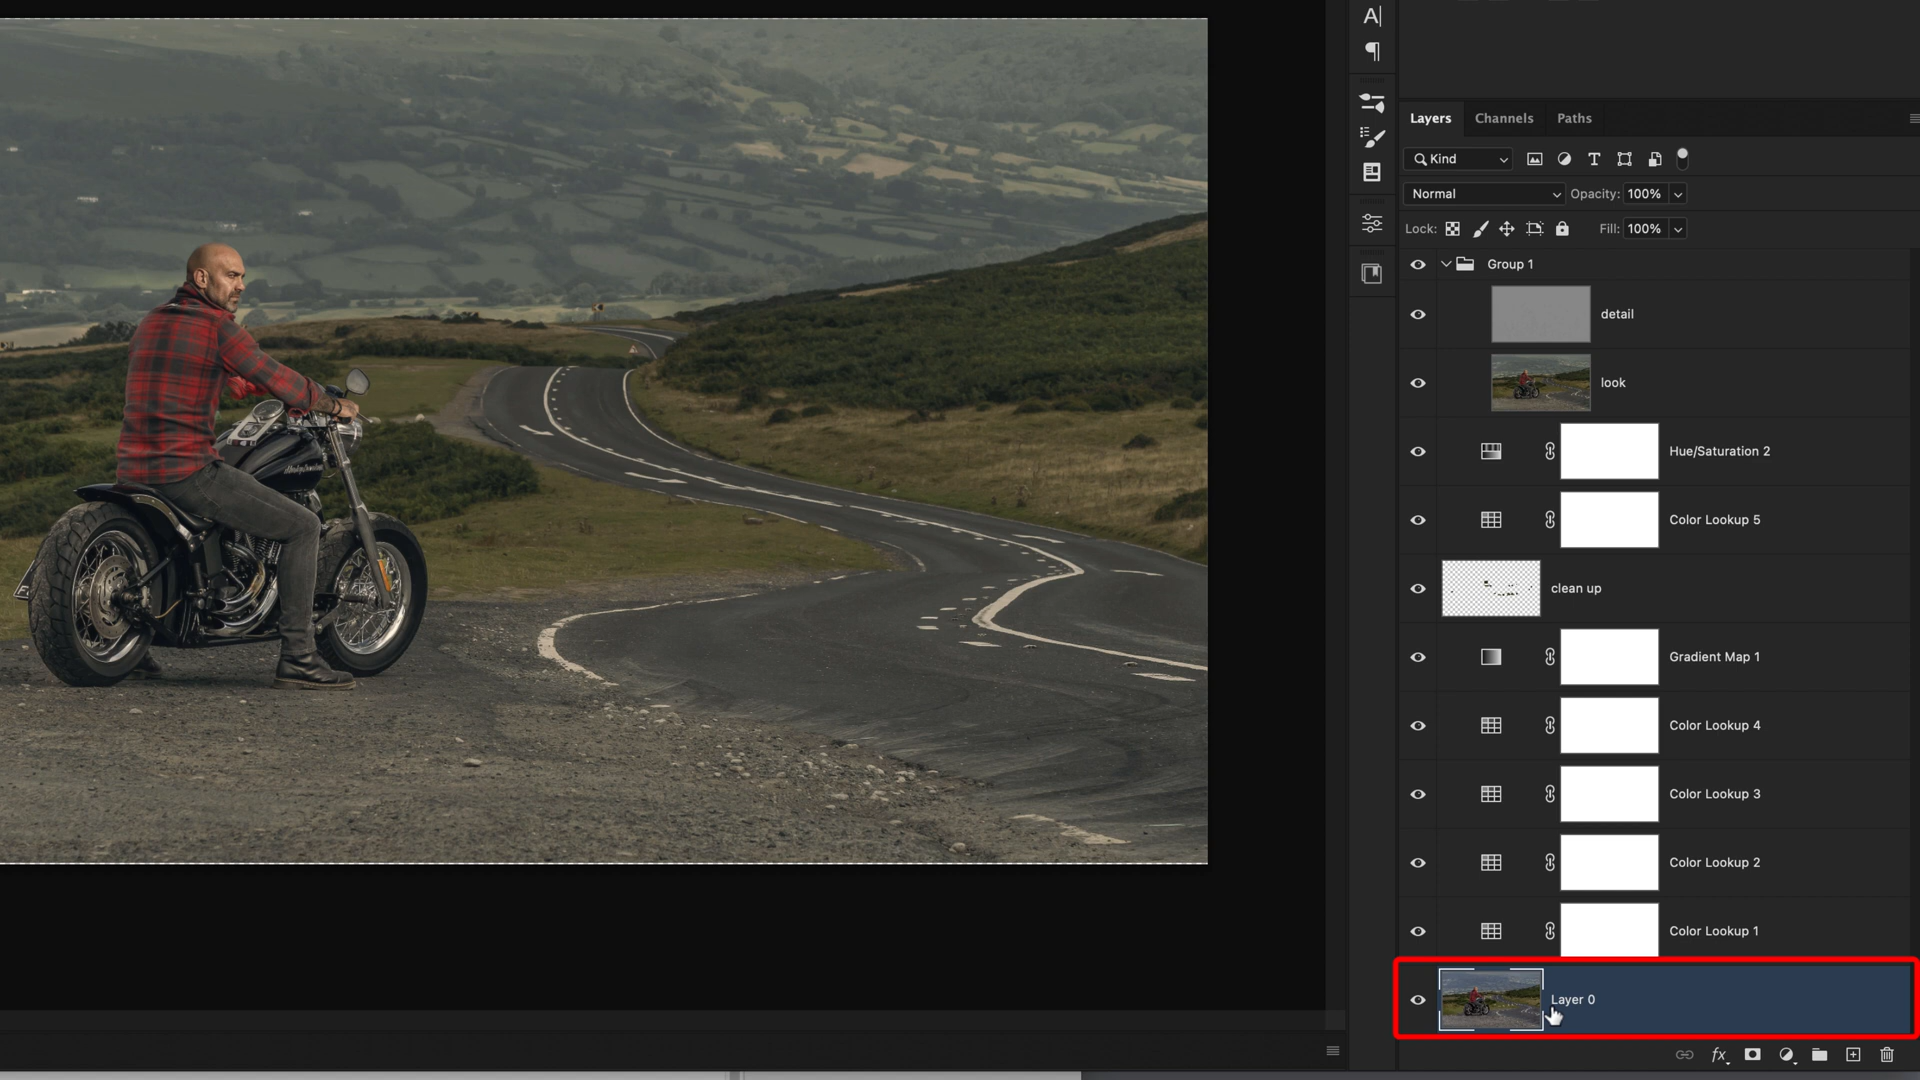 A|
¶
Layers Channels Paths
Kind
T
Normal Opacity: 100%
Lock: Fill: 100%
Group 1
detail
look
Hue/Saturation 2
Color Lookup 5
clean up
Gradient Map 1
Color Lookup 4
Color Lookup 3
Color Lookup 2
Color Lookup 1
Layer 0
fx